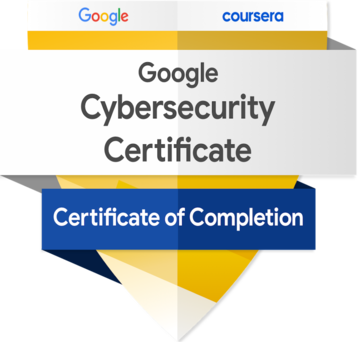 Google coursera
Google
Cybersecurity
Certificate
Certificate of Completion